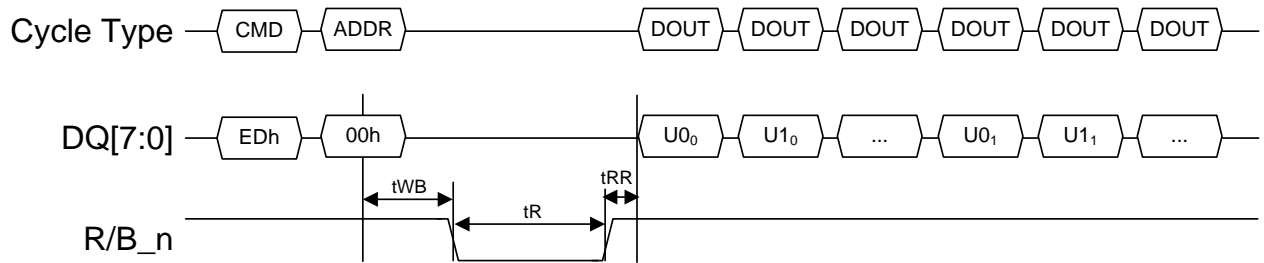 Cycle Type CMD ADDR DOUT DOUT DOUT DOUT DOUT DOUT
DQ[7:0] EDh 00h U0₀ U1₀ ... U0₁ U1₁ ...
tWB tR tRR
R/B_n